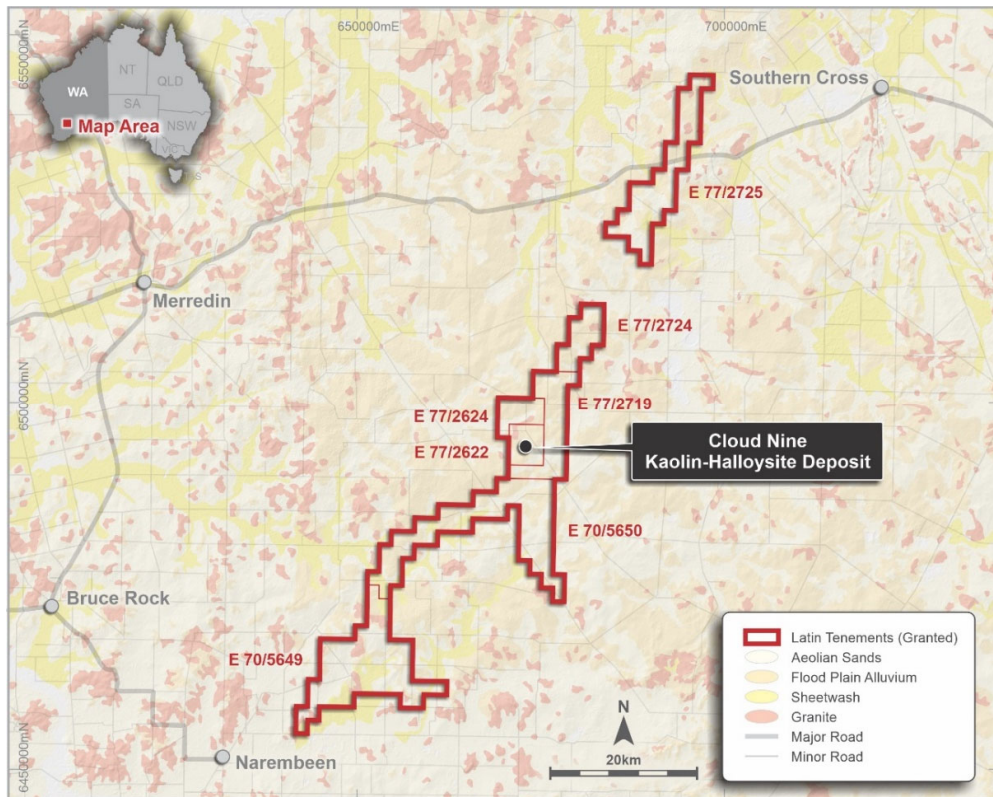 650000mE
700000mE
6550000mN
NT
QLD
WA
SA
NSW
Map Area
Southern Cross
E 77/2725
Merredin
E 77/2724
6500000mN
E 77/2624
E 77/2719
E 77/2622
Cloud Nine
Kaolin-Halloysite Deposit
E 70/5650
Bruce Rock
E 70/5649
Narembeen
6450000mN
N
20km
Latin Tenements (Granted)
Aeolian Sands
Flood Plain Alluvium
Sheetwash
Granite
Major Road
Minor Road